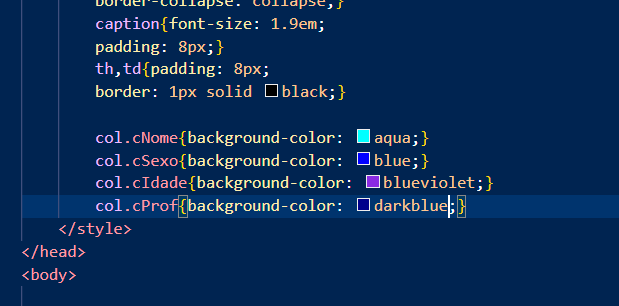 border-collapse: collapse;}
caption{font-size: 1.9em;
padding: 8px;}
th,td{padding: 8px;
border: 1px solid black;}
col.cNome{background-color: aqua;}
col.cSexo{background-color: blue;}
col.cIdade{background-color: blueviolet;}
col.cProf{background-color: darkblue;}
</style>
</head>
<body>